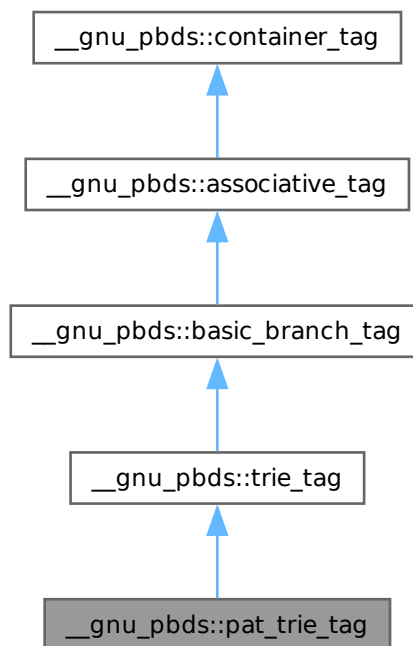 __gnu_pbds::container_tag
__gnu_pbds::associative_tag
__gnu_pbds::basic_branch_tag
__gnu_pbds::trie_tag
__gnu_pbds::pat_trie_tag